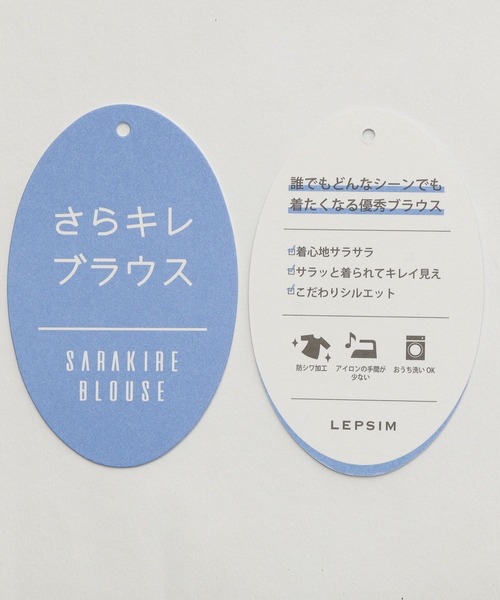 さらキレ
ブラウス
SARAKIRE
BLOUSE
誰でもどんなシーンでも
着たくなる優秀ブラウス
着心地サラサラ
サラッと着られてキレイ見え
こだわりシルエット
防シワ加工
アイロンの手間が
少ない
おうち洗いOK
LEPSIM